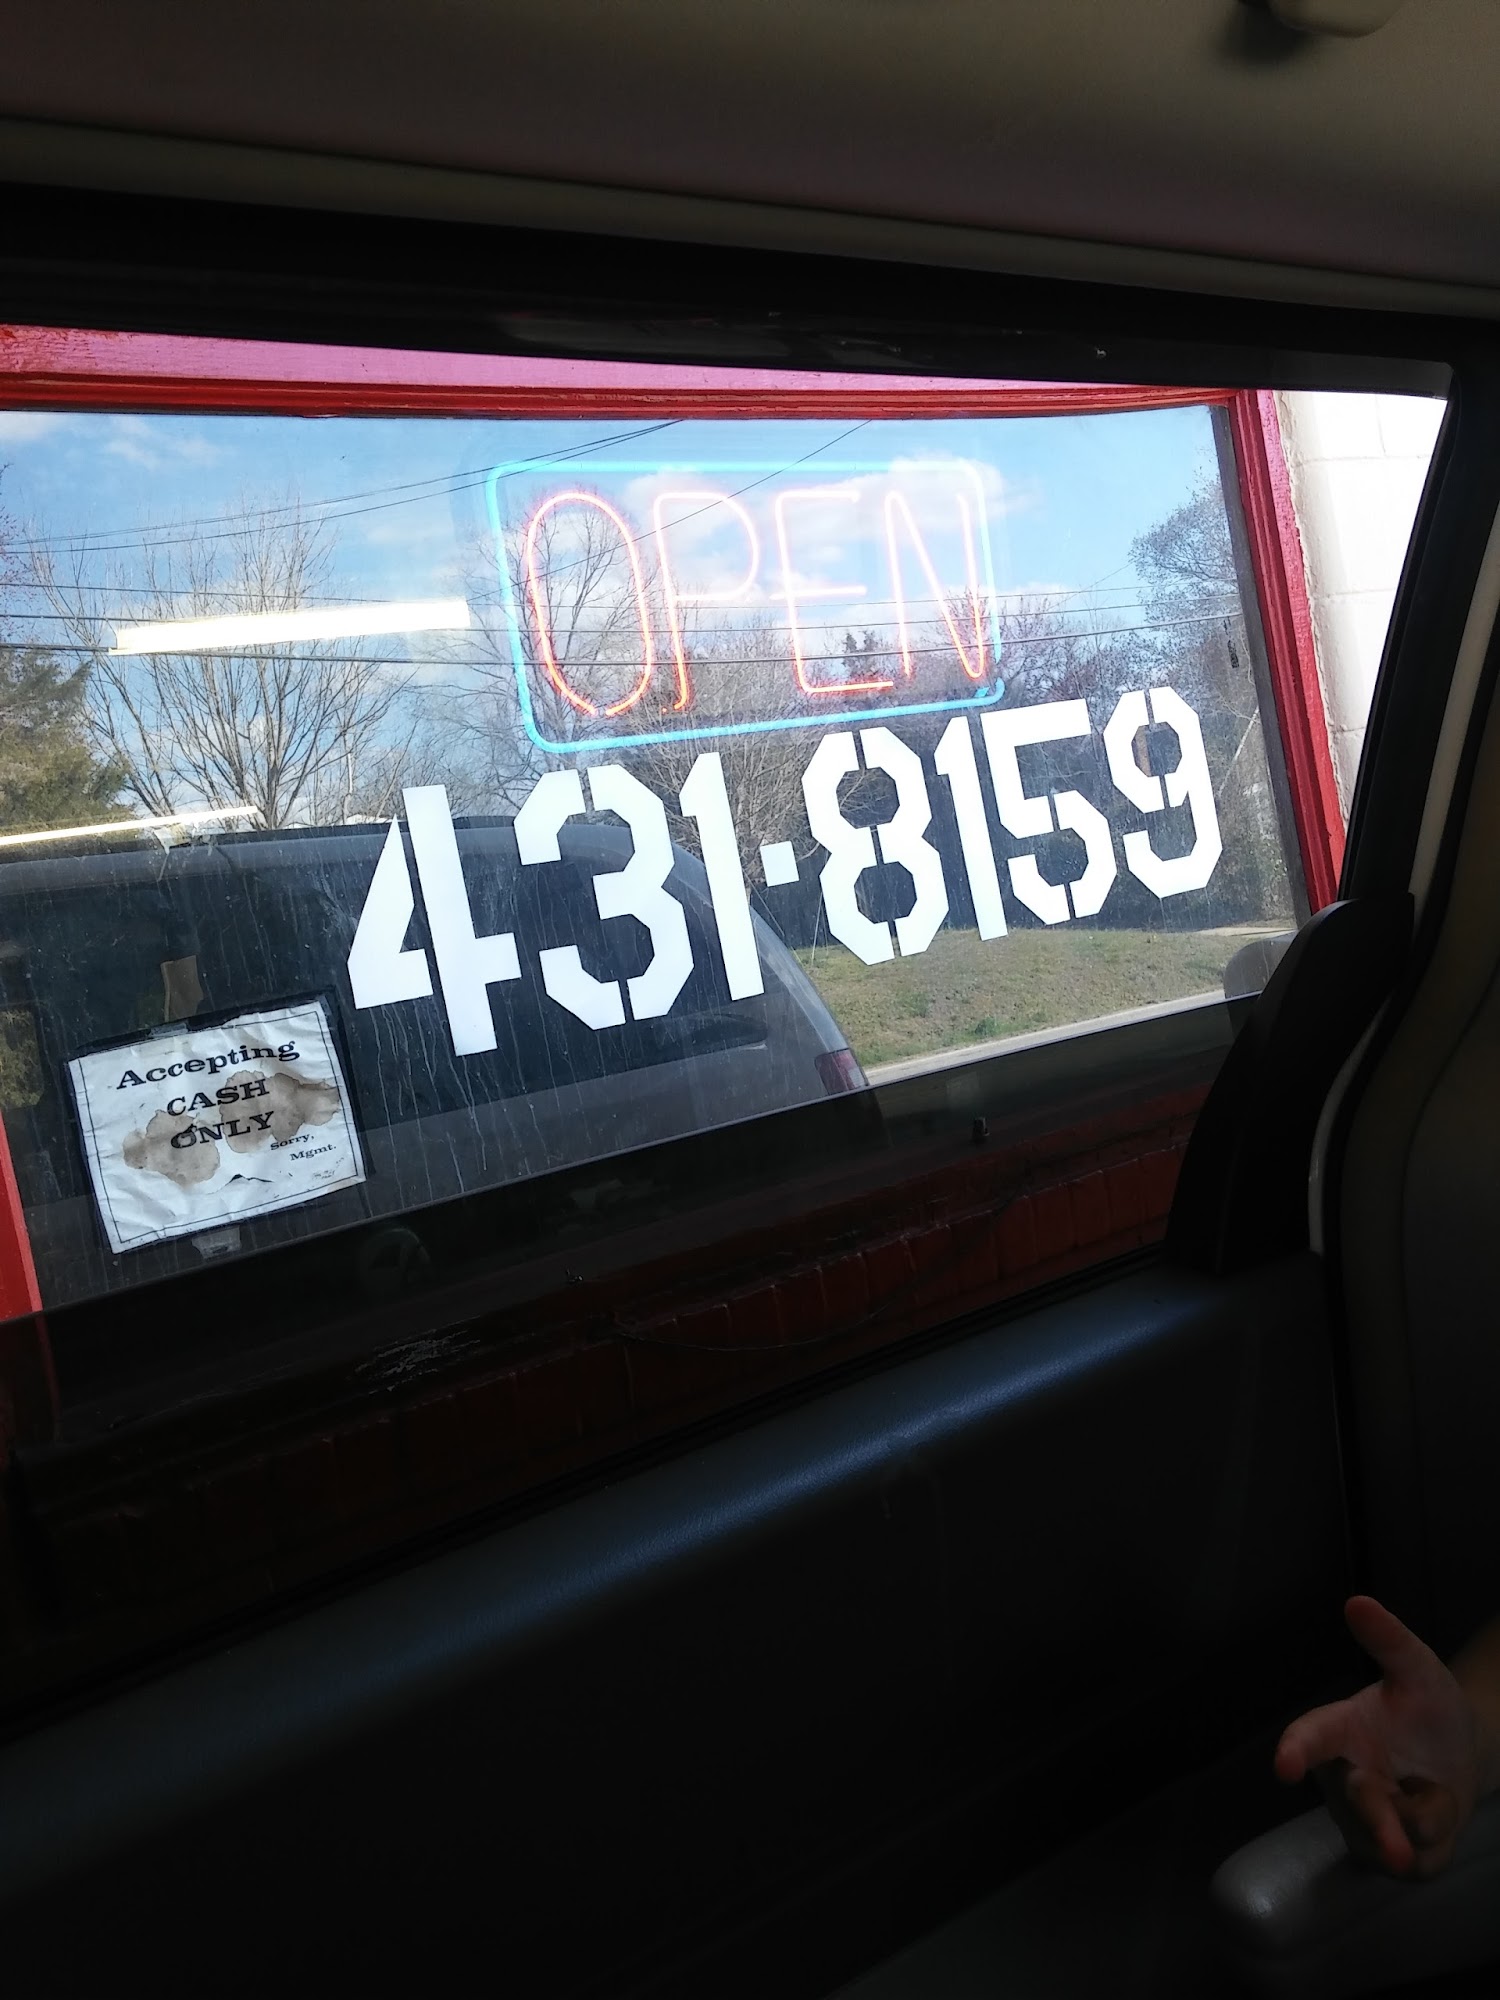 OPEN
431-8159
Accepting
CASH
ONLY
Sorry,
Mgmt.